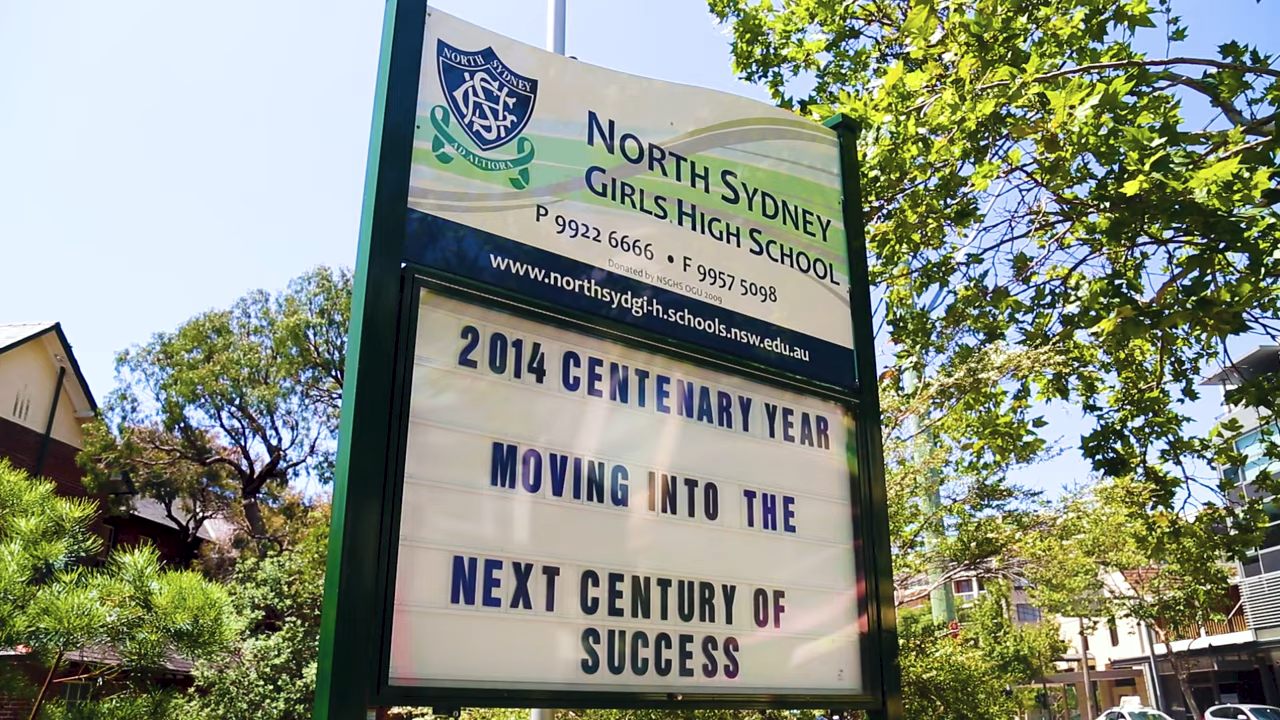 NORTH SYDNEY
AD ALTIORA
NORTH SYDNEY
GIRLS HIGH SCHOOL
P 9922 6666 • F 9957 5098
Donated by NSGHS OGU 2009
www.northsydgi-h.schools.nsw.edu.au
2014 CENTENARY YEAR
MOVING INTO THE
NEXT CENTURY OF
SUCCESS